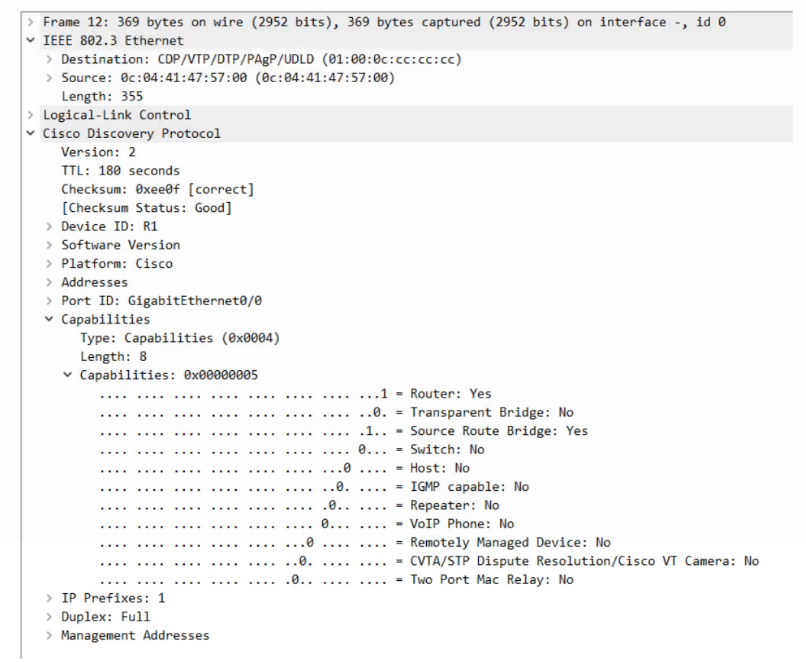 > Frame 12: 369 bytes on wire (2952 bits), 369 bytes captured (2952 bits) on interface -, id 0
IEEE 802.3 Ethernet
> Destination: CDP/VTP/DTP/PAgP/UDLD (01:00:0c:cc:cc:cc)
> Source: 0c:04:41:47:57:00 (0c:04:41:47:57:00)
Length: 355
> Logical-Link Control
Cisco Discovery Protocol
Version: 2
TTL: 180 seconds
Checksum: 0xee0f [correct]
[Checksum Status: Good]
> Device ID: R1
> Software Version
> Platform: Cisco
> Addresses
> Port ID: GigabitEthernet0/0
Capabilities
Type: Capabilities (0x0004)
Length: 8
Capabilities: 0x00000005
.... .... .... .... .... .... .... ...1 = Router: Yes
.... .... .... .... .... .... .... ..0. = Transparent Bridge: No
.... .... .... .... .... .... .... .1.. = Source Route Bridge: Yes
.... .... .... .... .... .... .... 0... = Switch: No
.... .... .... .... .... .... ...0 .... = Host: No
.... .... .... .... .... .... ..0. .... = IGMP capable: No
.... .... .... .... .... .... .0.. .... = Repeater: No
.... .... .... .... .... .... 0... .... = VoIP Phone: No
.... .... .... .... .... ...0 .... .... = Remotely Managed Device: No
.... .... .... .... .... ..0. .... .... = CVTA/STP Dispute Resolution/Cisco VT Camera: No
.... .... .... .... .... .0.. .... .... = Two Port Mac Relay: No
> IP Prefixes: 1
> Duplex: Full
> Management Addresses